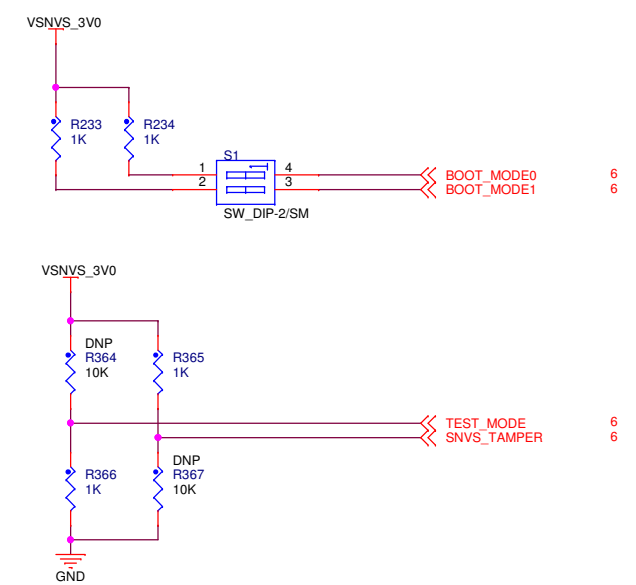 VSNVS_3V0
R233
1K
R234
1K
S1
1
4
2
3
SW_DIP-2/SM
BOOT_MODE0
6
BOOT_MODE1
6
VSNVS_3V0
DNP
R364
10K
R365
1K
TEST_MODE
6
SNVS_TAMPER
6
R366
1K
DNP
R367
10K
GND